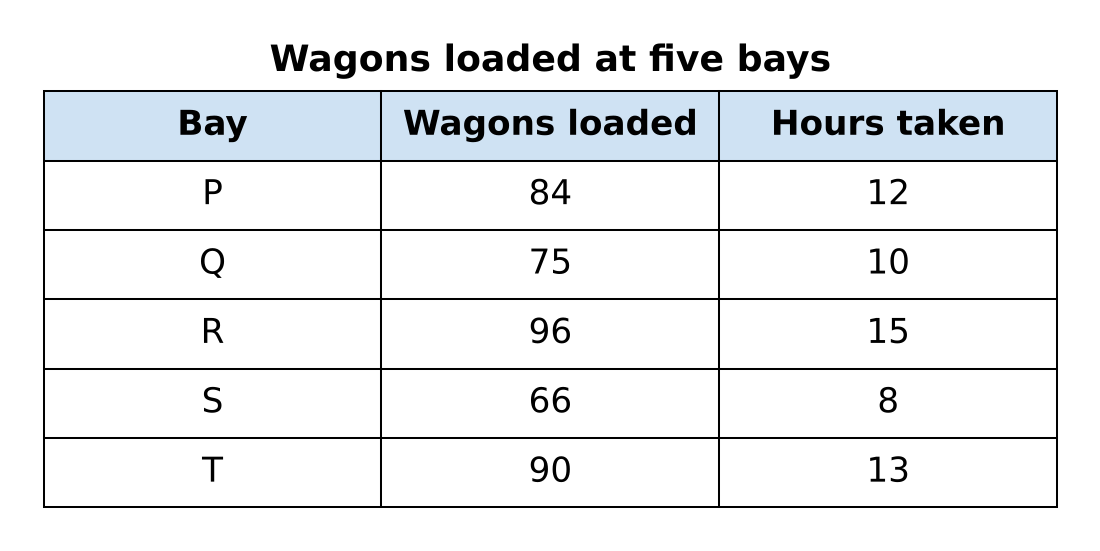 Wagons loaded at five bays
Bay Wagons loaded Hours taken
P 84 12
Q 75 10
R 96 15
S 66 8
T 90 13